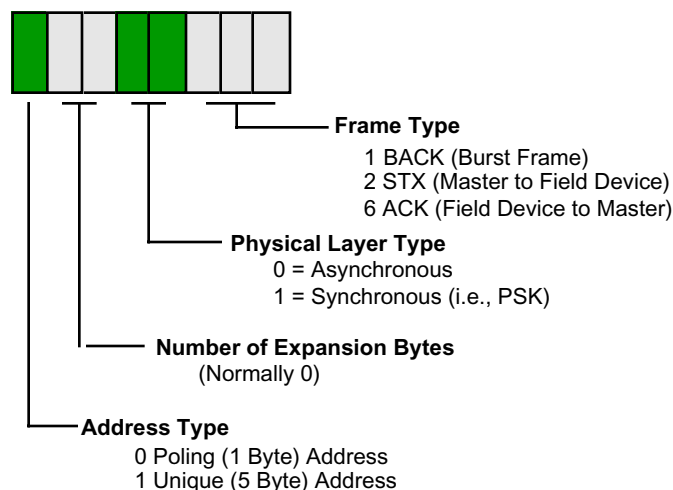 Frame Type
1 BACK (Burst Frame)
2 STX (Master to Field Device)
6 ACK (Field Device to Master)
Physical Layer Type
0 = Asynchronous
1 = Synchronous (i.e., PSK)
Number of Expansion Bytes
(Normally 0)
Address Type
0 Poling (1 Byte) Address
1 Unique (5 Byte) Address